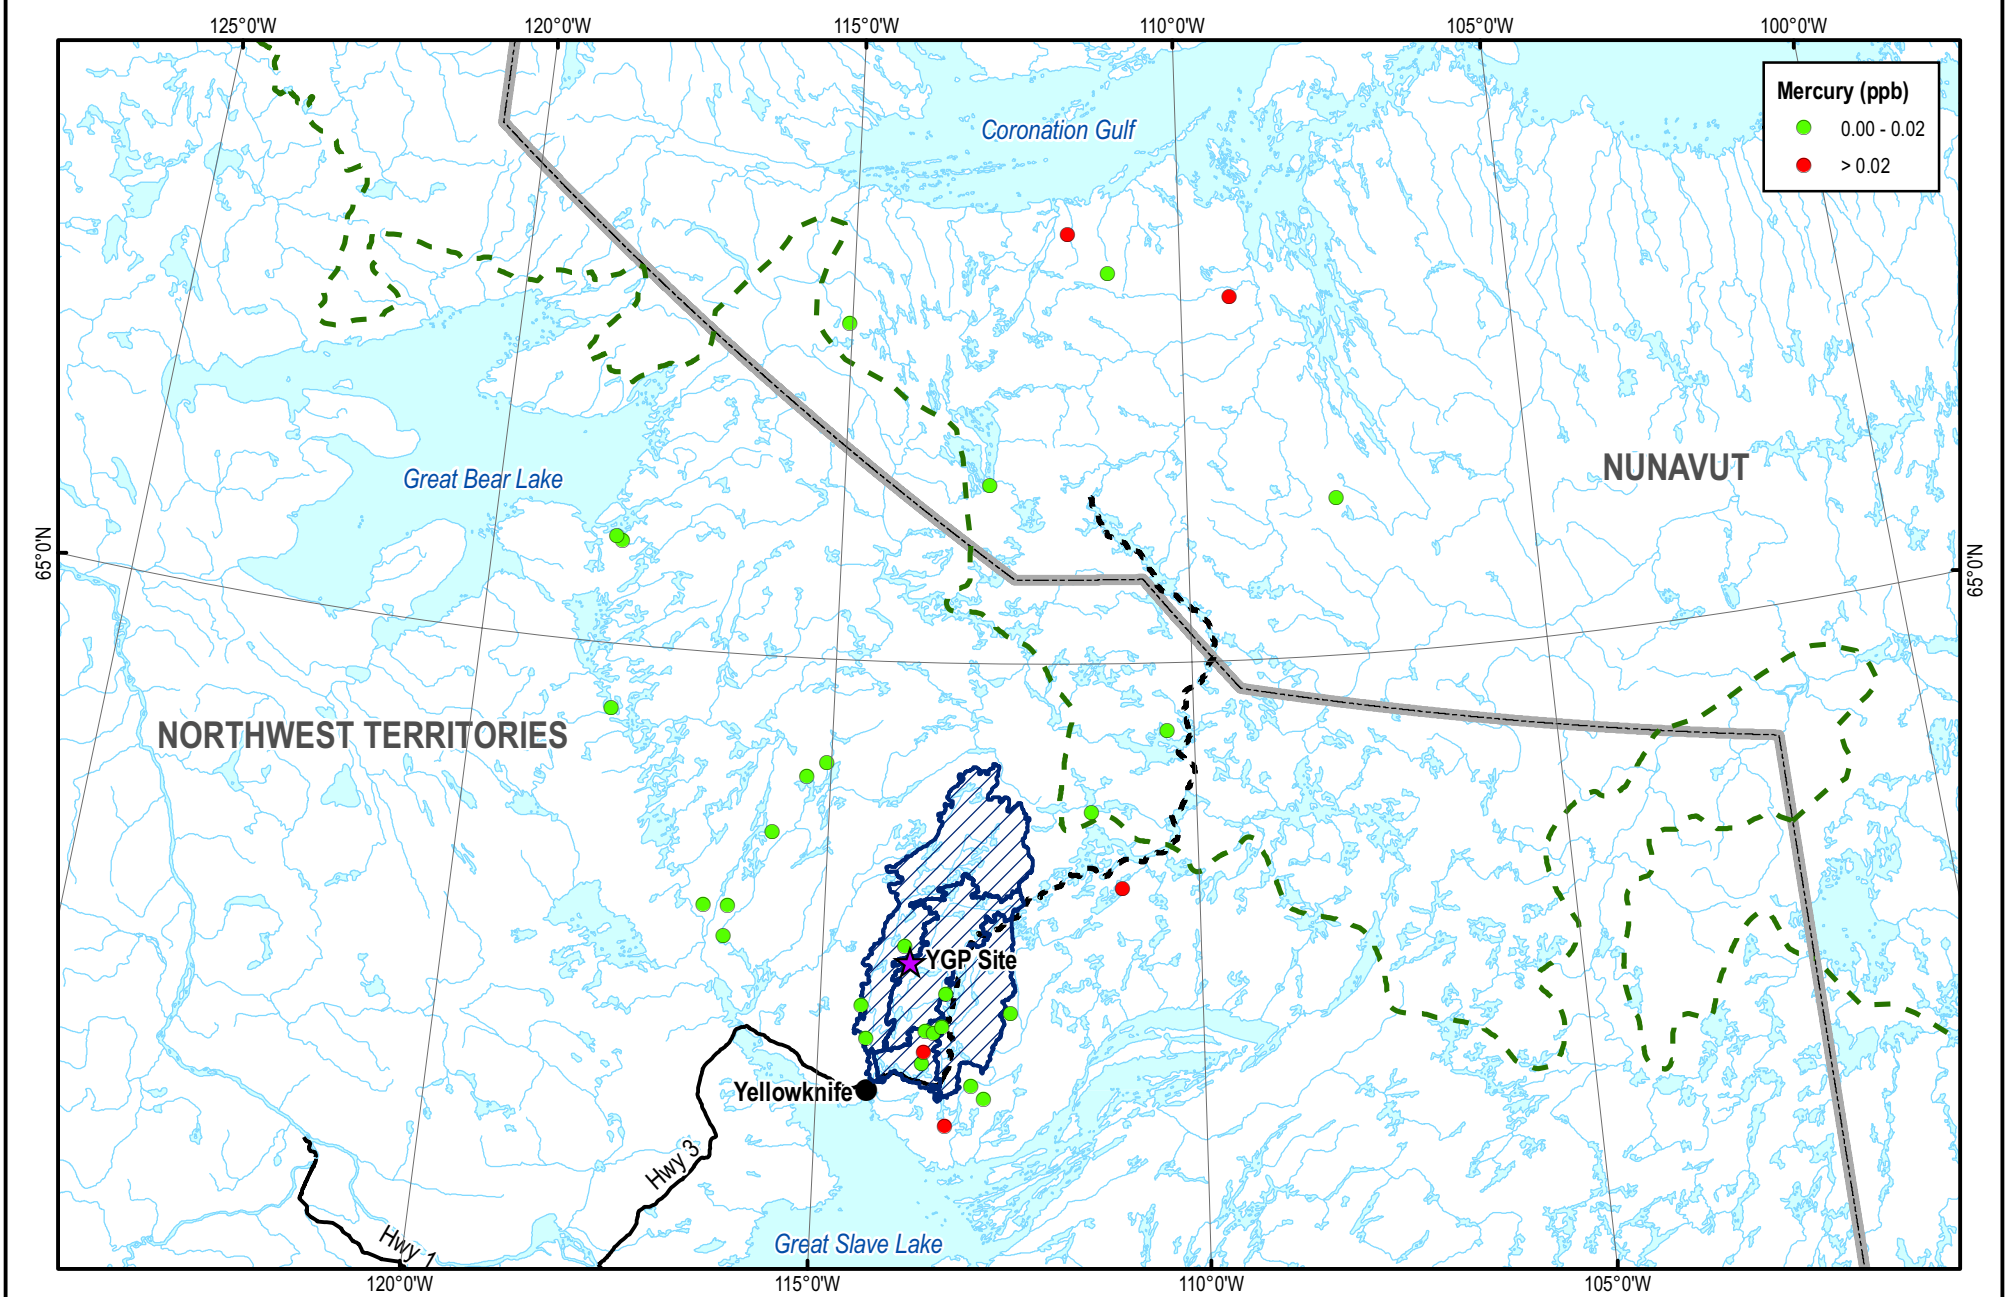 125°0'W 120°0'W 115°0'W 110°0'W 105°0'W 100°0'W
Mercury (ppb)
0.00 - 0.02
> 0.02
Coronation Gulf
NUNAVUT
Great Bear Lake
65°0'N
65°0'N
NORTHWEST TERRITORIES
YGP Site
Yellowknife
Hwy 3
Great Slave Lake
Hwy 1
120°0'W 115°0'W 110°0'W 105°0'W